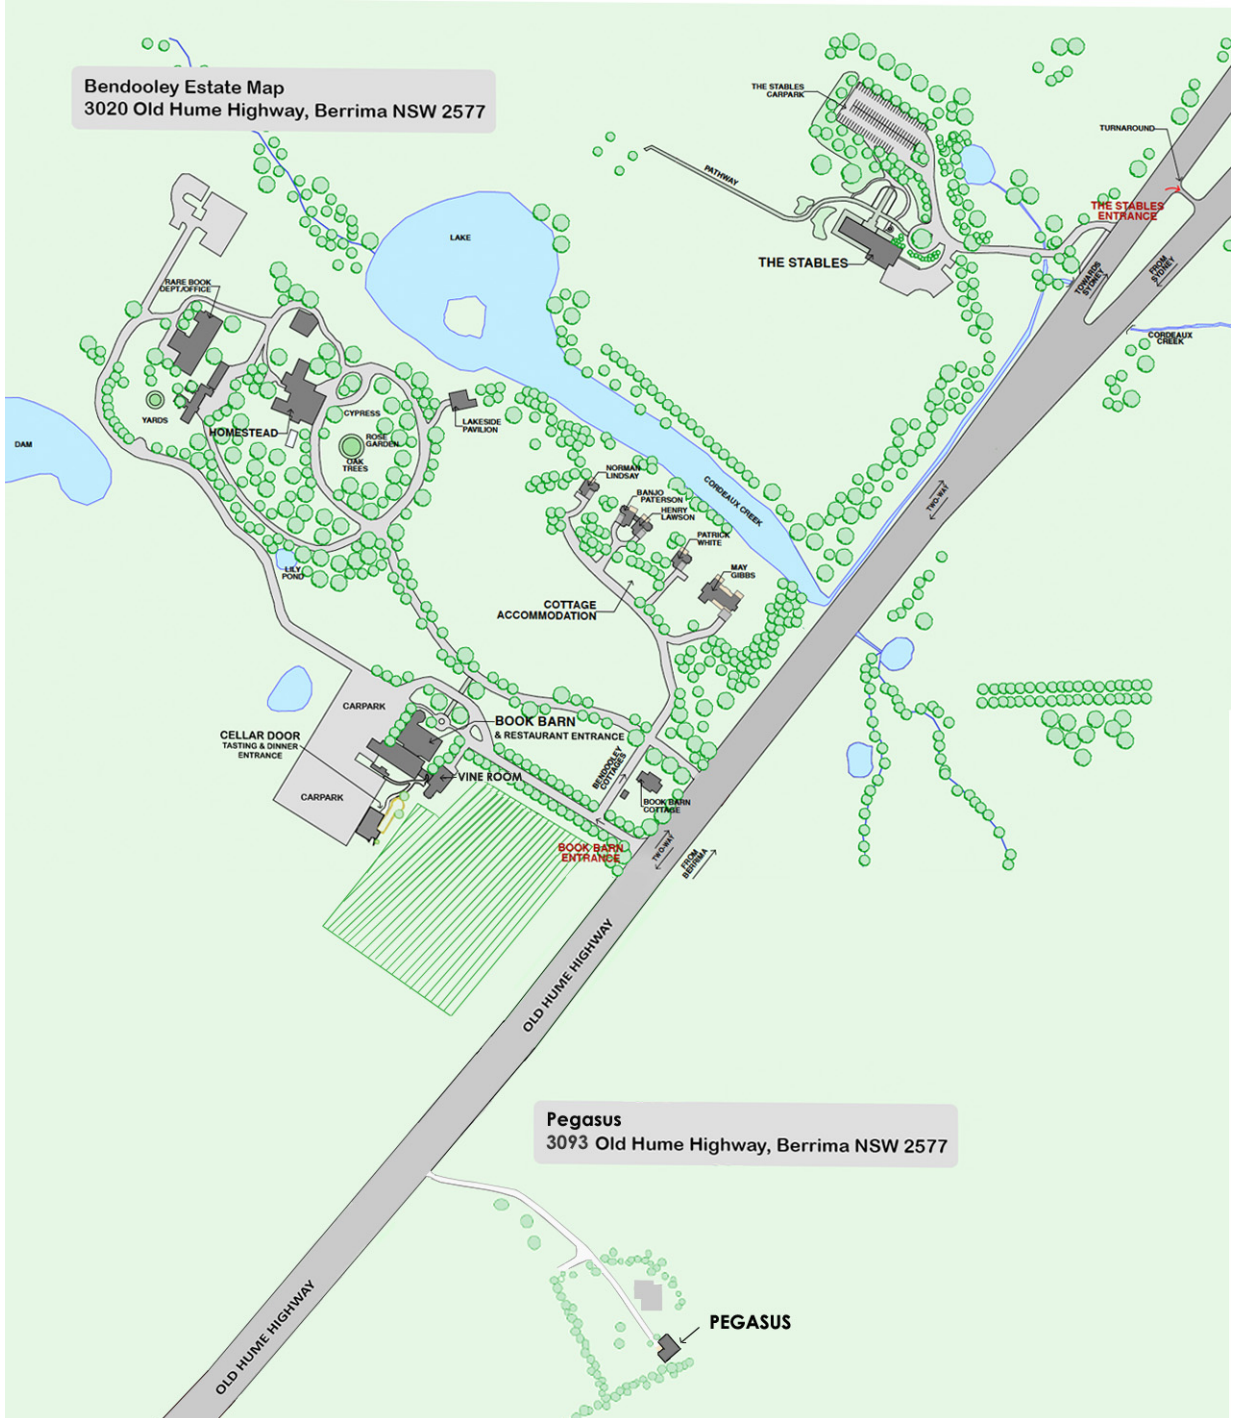 Bendooley Estate Map
3020 Old Hume Highway, Berrima NSW 2577
THE STABLES
CARPARK
TURNAROUND
PATHWAY
THE STABLES
ENTRANCE
LAKE
THE STABLES
TOWARDS
SYDNEY
FROM
SYDNEY
RARE BOOK
DEPT./OFFICE
CORDEAUX
CREEK
CYPRESS
YARDS
LAKESIDE
PAVILION
HOMESTEAD
ROSE
GARDEN
OAK
TREES
DAM
NORMAN
LINDSAY
BANJO
PATERSON
HENRY
LAWSON
CORDEAUX CREEK
TWO-WAY
PATRICK
WHITE
MAY
GIBBS
LILY
POND
COTTAGE
ACCOMMODATION
CARPARK
BOOK BARN
& RESTAURANT ENTRANCE
CELLAR DOOR
TASTING & DINNER
ENTRANCE
BENDOOLEY
COTTAGES
VINE ROOM
CARPARK
BOOK BARN
COTTAGE
BOOK BARN
ENTRANCE
TWO-WAY
FROM
BERRIMA
OLD HUME HIGHWAY
Pegasus
3093 Old Hume Highway, Berrima NSW 2577
PEGASUS
OLD HUME HIGHWAY